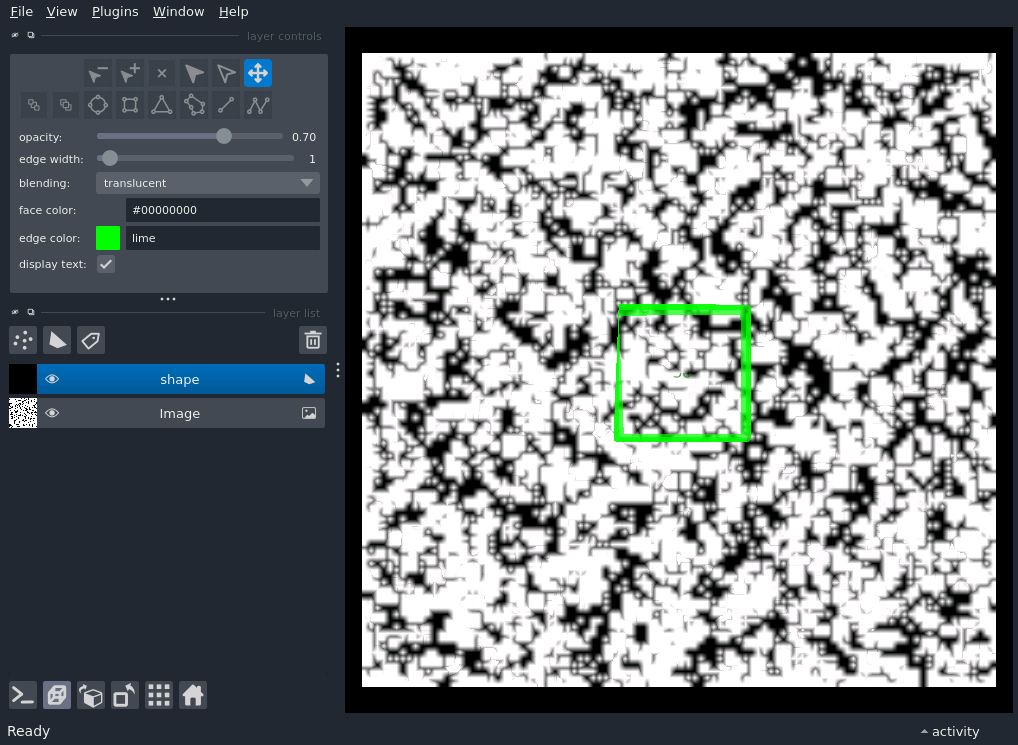 File View Plugins Window Help
layer controls
opacity: 0.70
edge width: 1
blending: translucent
face color: #00000000
edge color: lime
display text:
layer list
shape
Image
Ready
activity